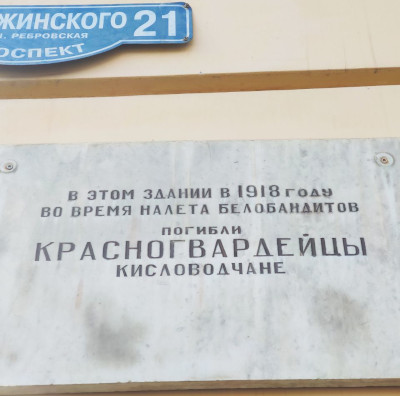 ЖИНСКОГО 21
РЕБРОВСКАЯ
ОСПЕКТ
В ЭТОМ ЗДАНИИ В 1918 ГОДУ
ВО ВРЕМЯ НАЛЕТА БЕЛОБАНДИТОВ
ПОГИБЛИ
КРАСНОГВАРДЕЙЦЫ
КИСЛОВОДЧАНЕ